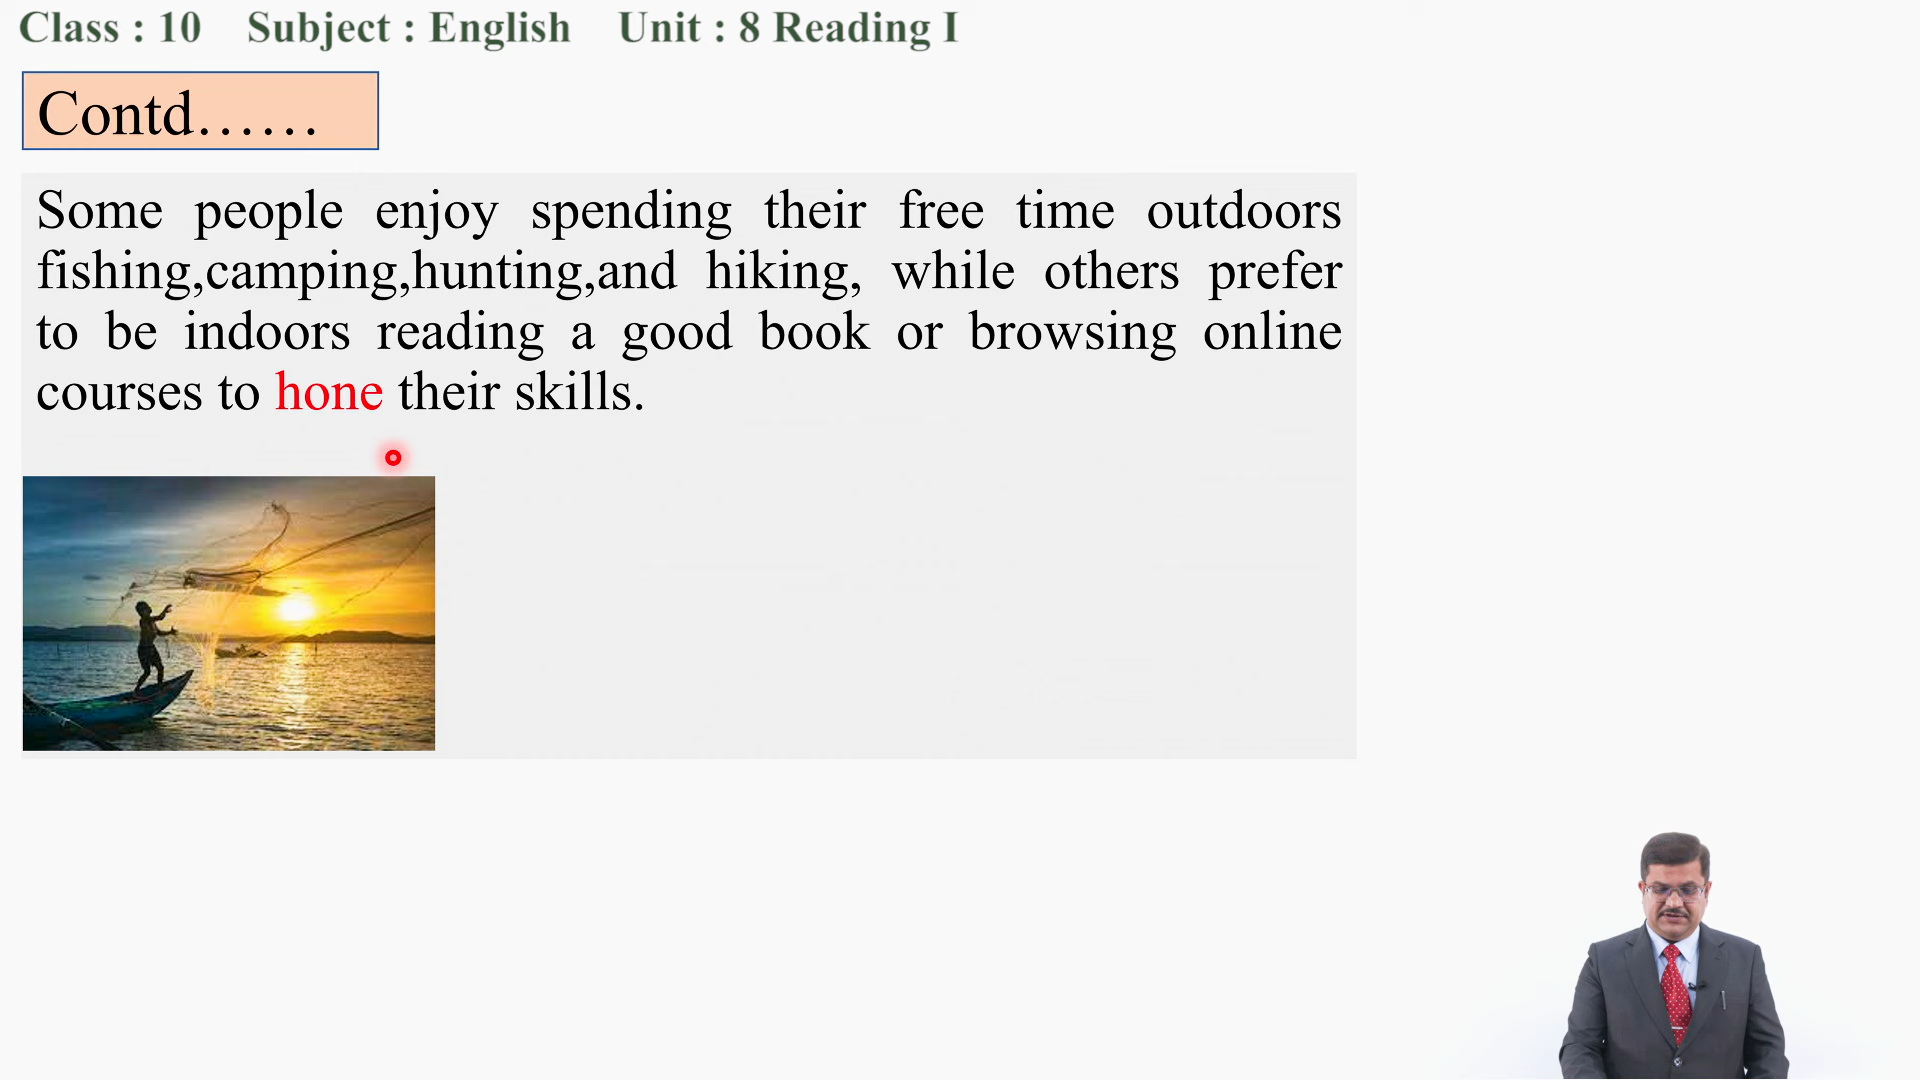 Class : 10 Subject : English Unit : 8 Reading I
Contd......
Some people enjoy spending their free time outdoors
fishing,camping,hunting,and hiking, while others prefer
to be indoors reading a good book or browsing online
courses to hone their skills.